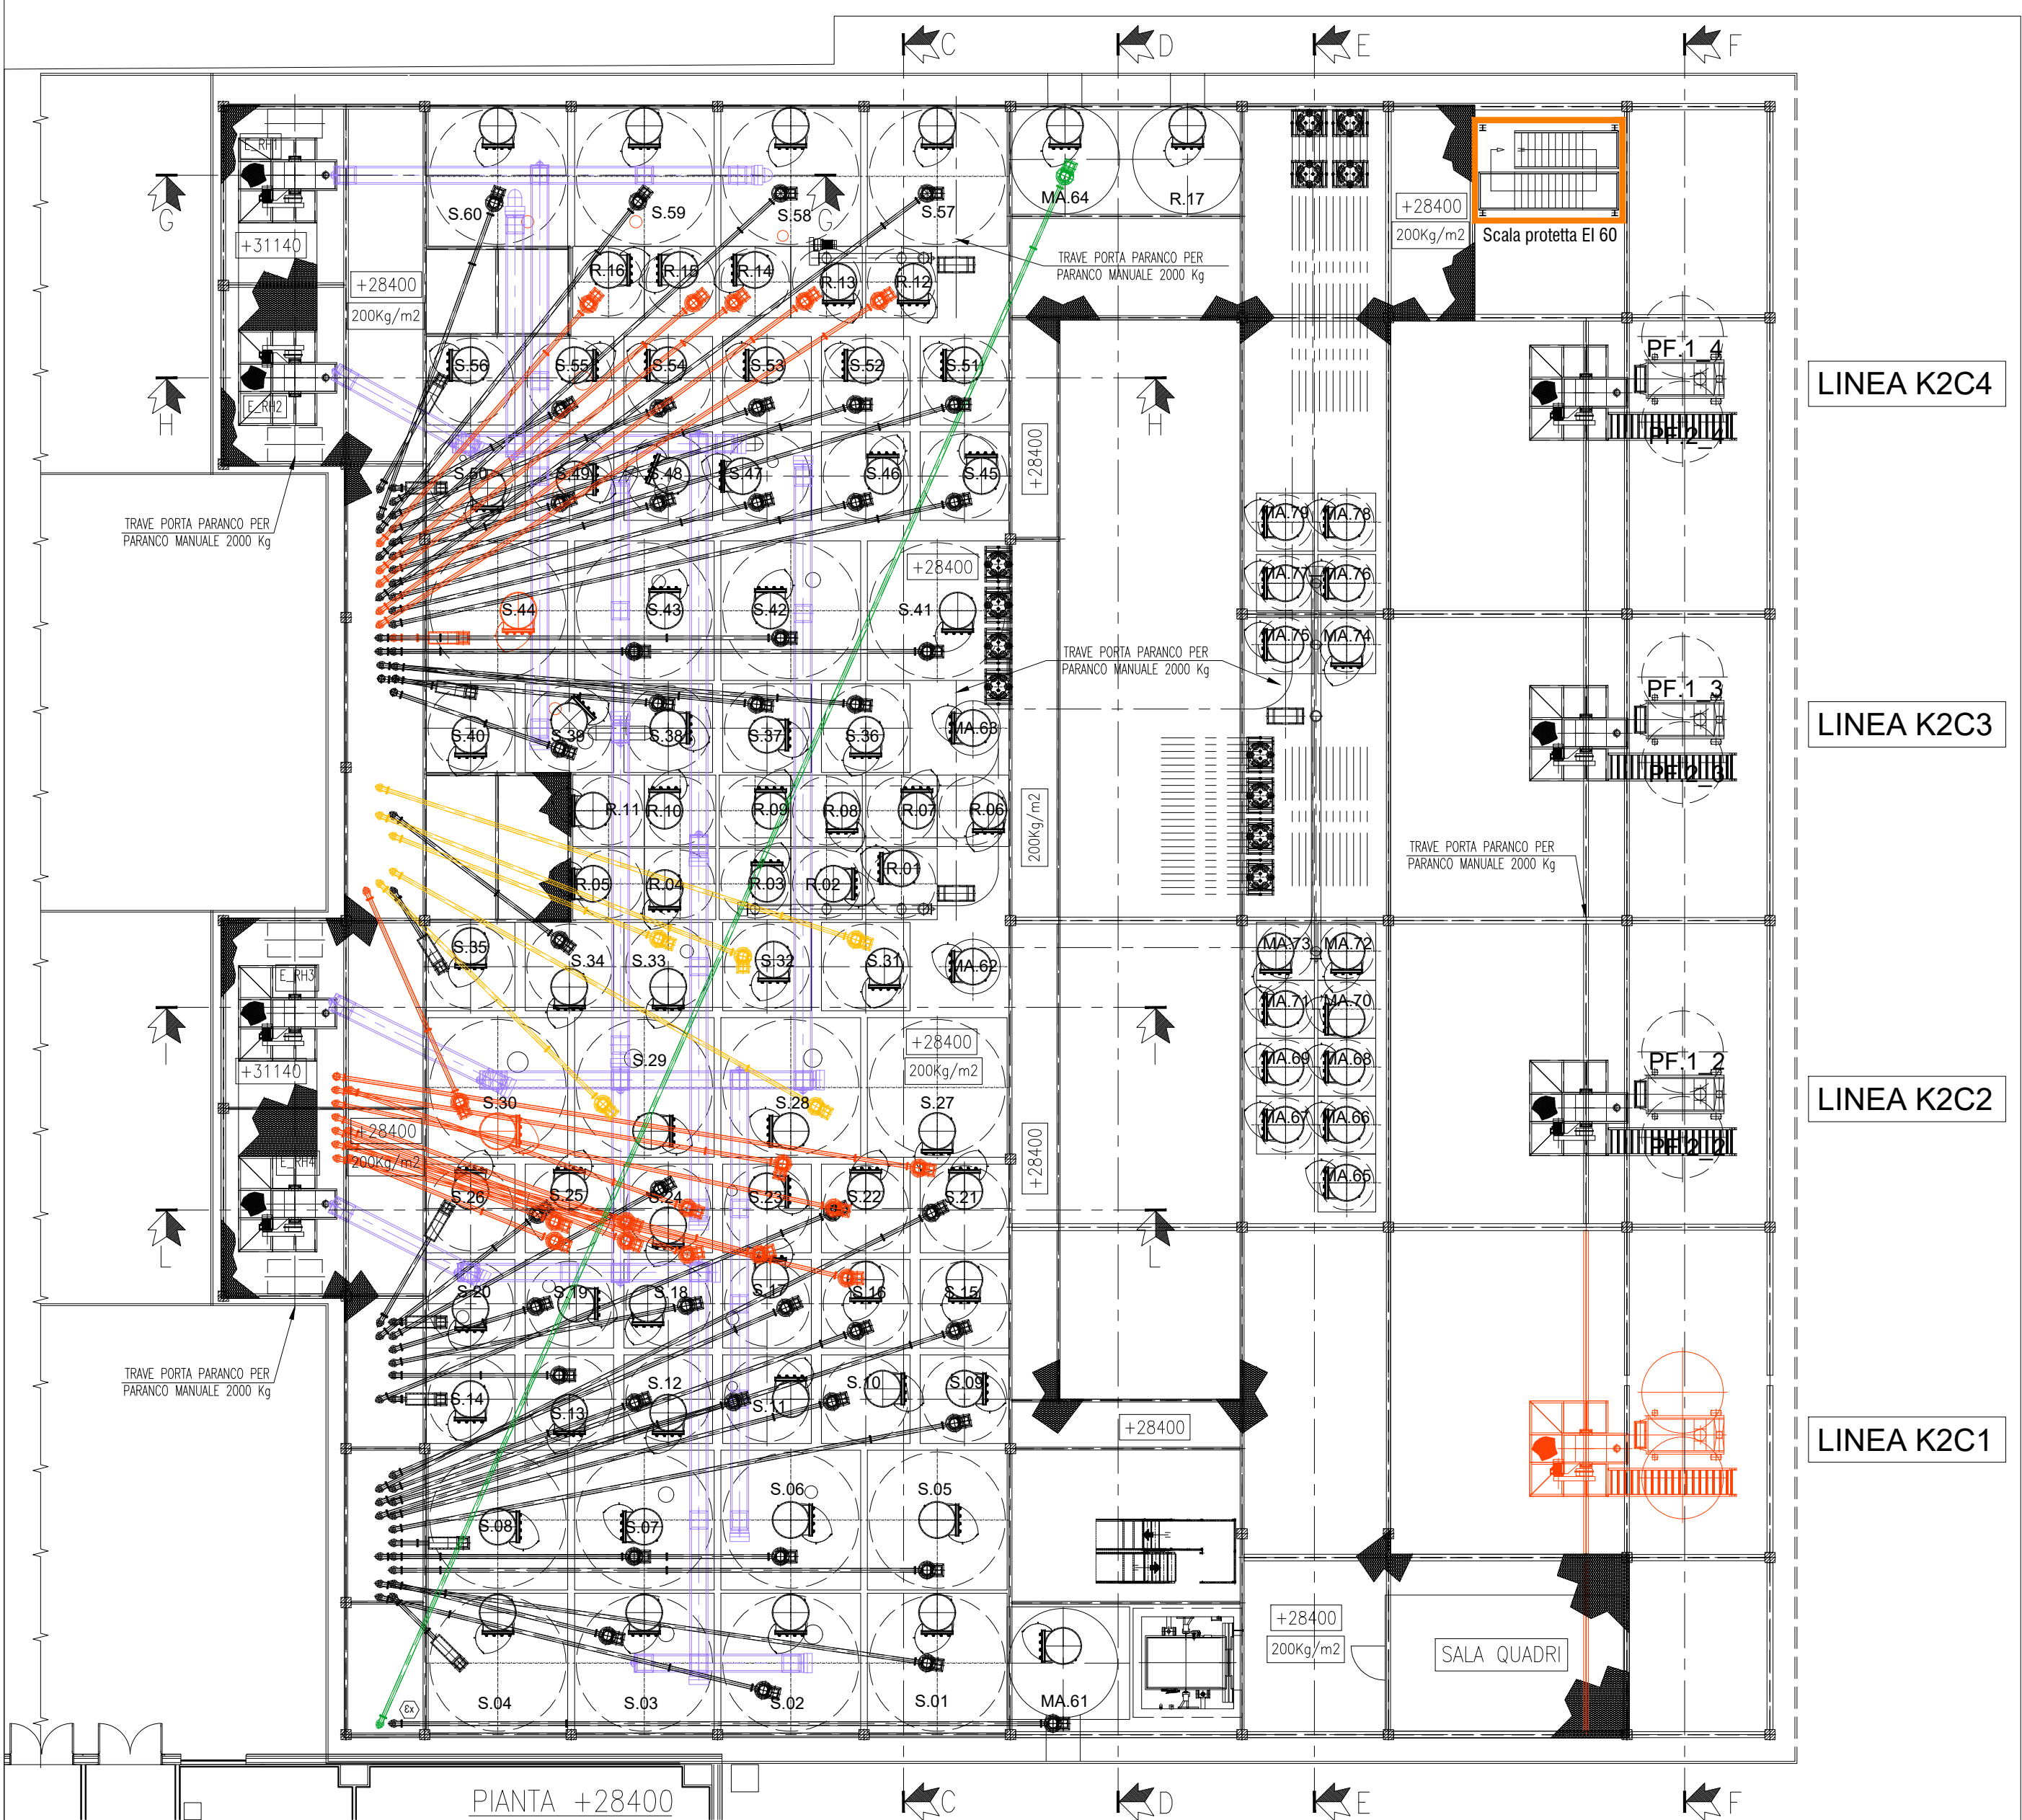 C
D
E
F
E_RH1
G
G
S.60
S.59
S.58
S.57
MA.64
R.17
+28400
200Kg/m2
Scala protetta EI 60
+31140
TRAVE PORTA PARANCO PER
PARANCO MANUALE 2000 Kg
+28400
200Kg/m2
R.16
R.15
R.14
R.13
R.12
S.56
S.55
S.54
S.53
S.52
S.51
PF.1_4
LINEA K2C4
E_RH2
H
H
PF.2_4
+28400
S.50
S.49
S.48
S.47
S.46
S.45
TRAVE PORTA PARANCO PER
PARANCO MANUALE 2000 Kg
MA.79
MA.78
+28400
MA.77
MA.76
S.44
S.43
S.42
S.41
MA.75
MA.74
TRAVE PORTA PARANCO PER
PARANCO MANUALE 2000 Kg
PF.1_3
LINEA K2C3
S.40
S.39
S.38
S.37
S.36
MA.63
PF.2_3
R.11
R.10
R.09
R.08
R.07
R.06
200Kg/m2
TRAVE PORTA PARANCO PER
PARANCO MANUALE 2000 Kg
R.05
R.04
R.03
R.02
R.01
S.35
S.34
S.33
S.32
S.31
MA.62
MA.73
MA.72
E_RH3
MA.71
MA.70
I
I
+31140
S.29
+28400
200Kg/m2
MA.69
MA.68
PF.1_2
LINEA K2C2
S.30
S.28
S.27
MA.67
MA.66
PF.2_2
+28400
200Kg/m2
E_RH4
+28400
MA.65
S.26
S.25
S.24
S.23
S.22
S.21
L
L
S.20
S.19
S.18
S.17
S.16
S.15
TRAVE PORTA PARANCO PER
PARANCO MANUALE 2000 Kg
S.14
S.13
S.12
S.11
S.10
S.09
+28400
LINEA K2C1
S.08
S.07
S.06
S.05
+28400
200Kg/m2
SALA QUADRI
S.04
S.03
S.02
S.01
MA.61
εx
PIANTA +28400
C
D
E
F